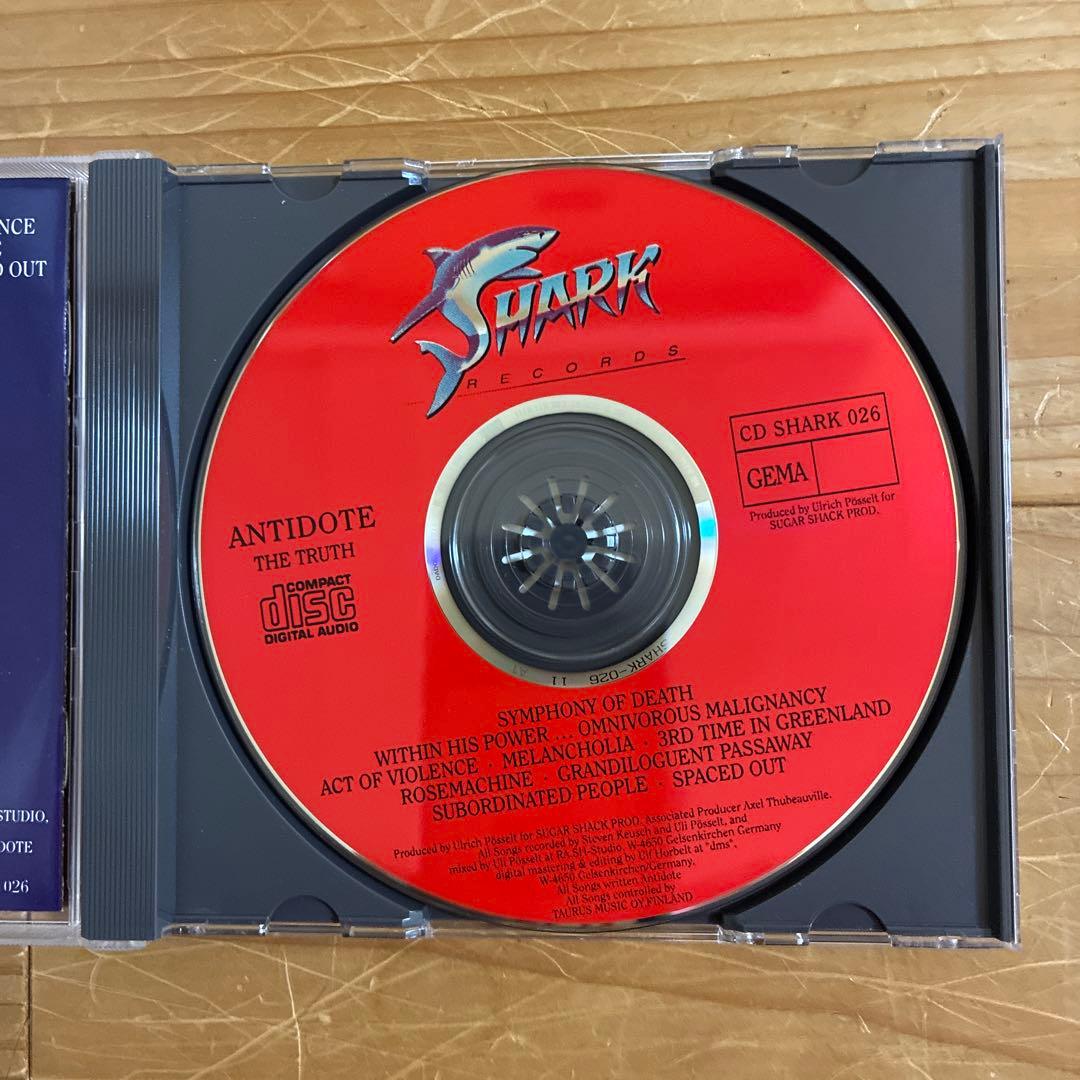 NCE
OUT
STUDIO,
DOTE
026
SHARK
RECORDS
CD SHARK 026
GEMA
Produced by Ulrich Pösselt for
SUGAR SHACK PROD.
ANTIDOTE
THE TRUTH
COMPACT
disc
DIGITAL AUDIO
SHARK-026 11 A1
SYMPHONY OF DEATH
WITHIN HIS POWER ... OMNIVOROUS MALIGNANCY
ACT OF VIOLENCE · MELANCHOLIA · 3RD TIME IN GREENLAND
ROSEMACHINE · GRANDILOGUENT PASSAWAY
SUBORDINATED PEOPLE · SPACED OUT
Produced by Ulrich Pösselt for SUGAR SHACK PROD. Associated Producer Axel Thubeauville.
All Songs recorded by Steven Keusch and Uli Pösselt, and
mixed by Uli Pösselt at Ra.SH-Studio, W-4650 Gelsenkirchen Germany
digital mastering & editing by Ulf Horbelt at "dms".
W-4650 Gelsenkirchen/Germany.
All Songs written Antidote
All Songs controlled by
TAURUS MUSIC OY.FINLAND